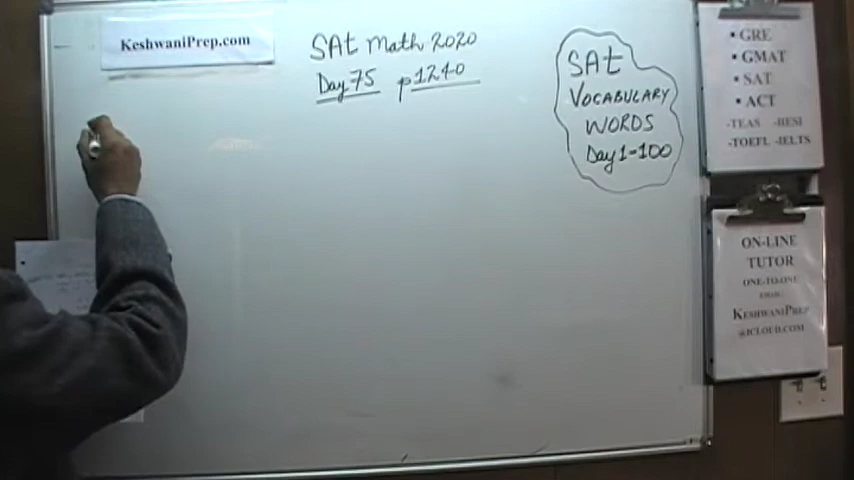 KeshwaniPrep.com
SAt Math 2020
Day 75 p1240
SAt
VOCABULARY
WORDS
Day 1-100
• GRE
• GMAT
• SAT
• ACT
-TEAS -HESI
-TOEFL -IELTS
ON-LINE
TUTOR
ONE-TO-ONE
EMAIL:
KESHWANIPREP
@ICLOUD.COM